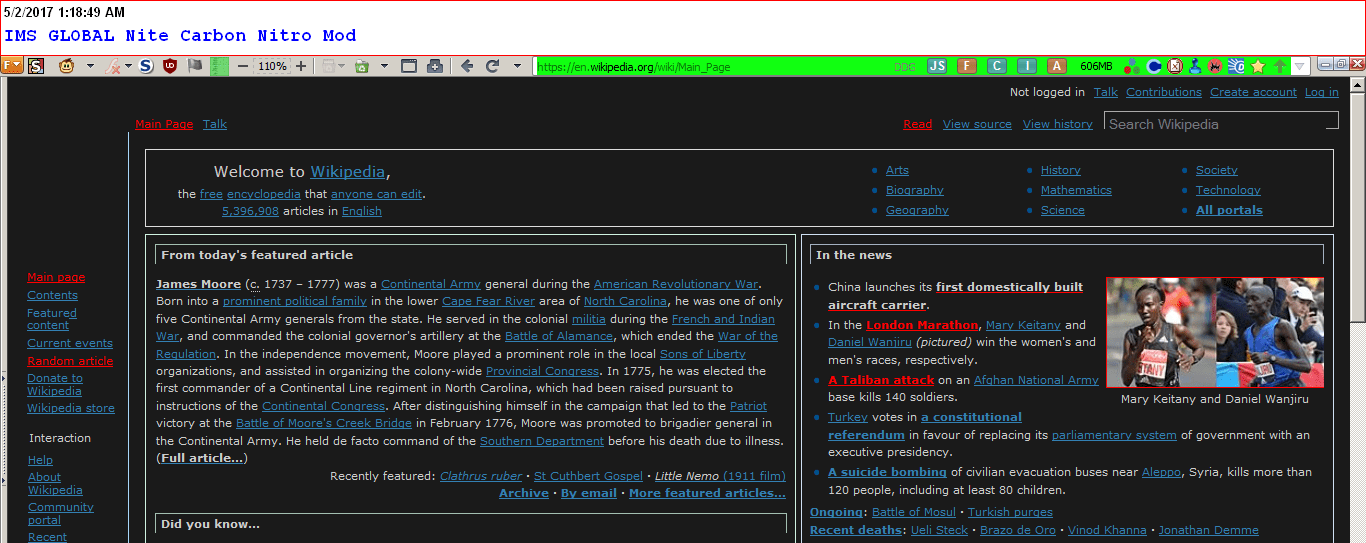 5/2/2017 1:18:49 AM
IMS GLOBAL Nite Carbon Nitro Mod
F 110% https://en.wikipedia.org/wiki/Main_Page DDG JS F C I A 606MB
Not logged in Talk Contributions Create account Log in
Main Page Talk Read View source View history Search Wikipedia
Welcome to Wikipedia,
the free encyclopedia that anyone can edit.
5,396,908 articles in English
Arts History Society
Biography Mathematics Technology
Geography Science All portals
Main page
Contents
Featured
content
Current events
Random article
Donate to
Wikipedia
Wikipedia store
Interaction
Help
About
Wikipedia
Community
portal
Recent
From today's featured article
James Moore (c. 1737 – 1777) was a Continental Army general during the American Revolutionary War.
Born into a prominent political family in the lower Cape Fear River area of North Carolina, he was one of only
five Continental Army generals from the state. He served in the colonial militia during the French and Indian
War, and commanded the colonial governor's artillery at the Battle of Alamance, which ended the War of the
Regulation. In the independence movement, Moore played a prominent role in the local Sons of Liberty
organizations, and assisted in organizing the colony-wide Provincial Congress. In 1775, he was elected the
first commander of a Continental Line regiment in North Carolina, which had been raised pursuant to
instructions of the Continental Congress. After distinguishing himself in the campaign that led to the Patriot
victory at the Battle of Moore's Creek Bridge in February 1776, Moore was promoted to brigadier general in
the Continental Army. He held de facto command of the Southern Department before his death due to illness.
(Full article...)
Recently featured: Clathrus ruber · St Cuthbert Gospel · Little Nemo (1911 film)
Archive · By email · More featured articles...
Did you know...
In the news
China launches its first domestically built
aircraft carrier.
In the London Marathon, Mary Keitany and
Daniel Wanjiru (pictured) win the women's and
men's races, respectively.
A Taliban attack on an Afghan National Army
base kills 140 soldiers.
Mary Keitany and Daniel Wanjiru
Turkey votes in a constitutional
referendum in favour of replacing its parliamentary system of government with an
executive presidency.
A suicide bombing of civilian evacuation buses near Aleppo, Syria, kills more than
120 people, including at least 80 children.
Ongoing: Battle of Mosul · Turkish purges
Recent deaths: Ueli Steck · Brazo de Oro · Vinod Khanna · Jonathan Demme